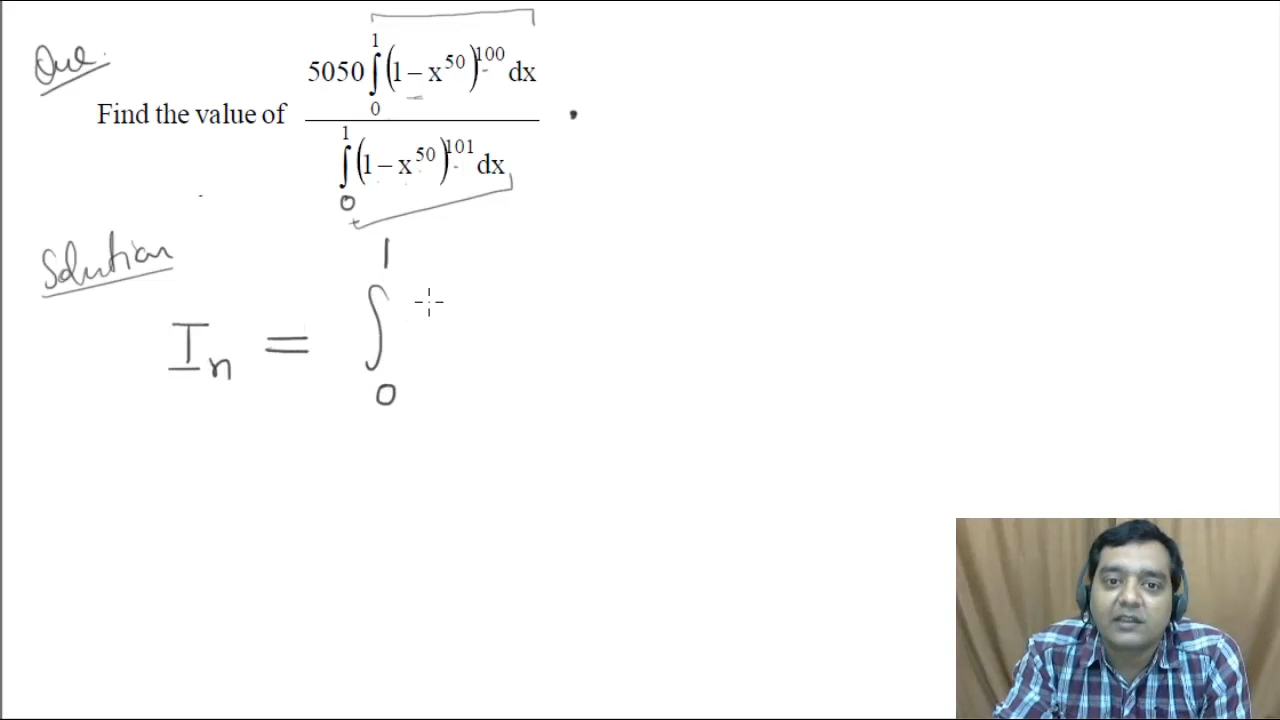 Que.
Find the value of
5050 ∫₀¹ (1 − x⁵⁰)¹⁰⁰ dx
∫₀¹ (1 − x⁵⁰)¹⁰¹ dx
.
Solution
Iₙ = ∫₀¹